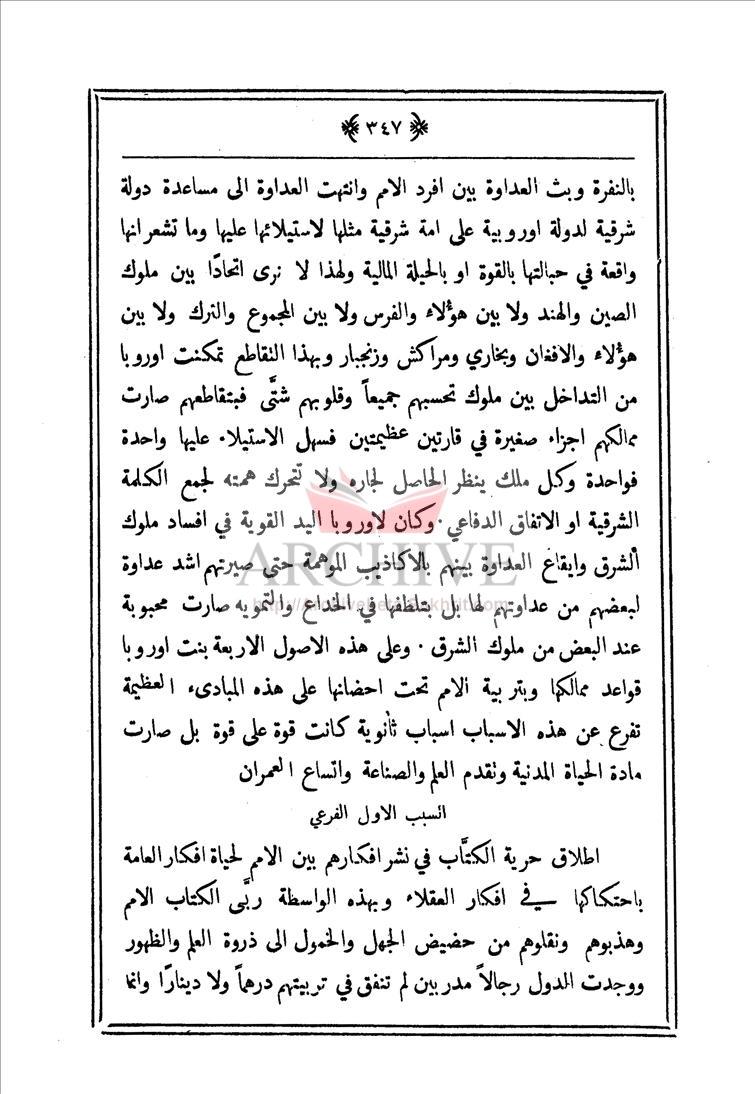 ٣٤٧
بالنفرة وبث العداوة بين افرد الامم وانتهت العداوة الى مساعدة دولة
شرقية لدولة اوروبية على امة شرقية مثلها لاستيلائها عليها وما تشعر انها
واقعة في حبالتها بالقوة او بالحيلة المالية ولهذا لا نرى اتحادًا بين ملوك
الصين والهند ولا بين هؤلاء والفرس ولا بين المجموع والترك ولا بين
هؤلاء والافغان وبخاري ومراكش وزنجبار وبهذا التقاطع تمكنت اوروبا
من التداخل بين ملوك تحسبهم جميعاً وقلوبهم شتَّى فبتقاطعهم صارت
ممالكهم اجزاء صغيرة في قارتين عظيمتين فسهل الاستيلاء عليها واحدة
فواحدة وكل ملك ينظر الحاصل لجاره ولا تتحرك همته لجمع الكلمة
الشرقية او الاتفاق الدفاعي . وكان لاوروبا اليد القوية في افساد ملوك
ARCHIVE
الشرق وايقاع العداوة بينهم بالاكاذيب الموهمة حتى صيرتهم اشد عداوة
لبعضهم من عداوتهم لها بل بتلطفها في الخداع والتمويه صارت محبوبة
عند البعض من ملوك الشرق . وعلى هذه الاصول الاربعة بنت اوروبا
قواعد ممالكها وبتربية الامم تحت احضانها على هذه المبادىء العظيمة
تفرع عن هذه الاسباب اسباب ثانوية كانت قوة على قوة بل صارت
مادة الحياة المدنية وتقدم العلم والصناعة واتساع العمران
السبب الاول الفرعي
اطلاق حرية الكتَّاب في نشر افكارهم بين الامم لحياة افكار العامة
باحتكاكها في افكار العقلاء وبهذه الواسطة ربَّى الكتاب الامم
وهذبوهم ونقلوهم من حضيض الجهل والخمول الى ذروة العلم والظهور
ووجدت الدول رجالاً مدربين لم تنفق في تربيتهم درهماً ولا دينارًا وانما